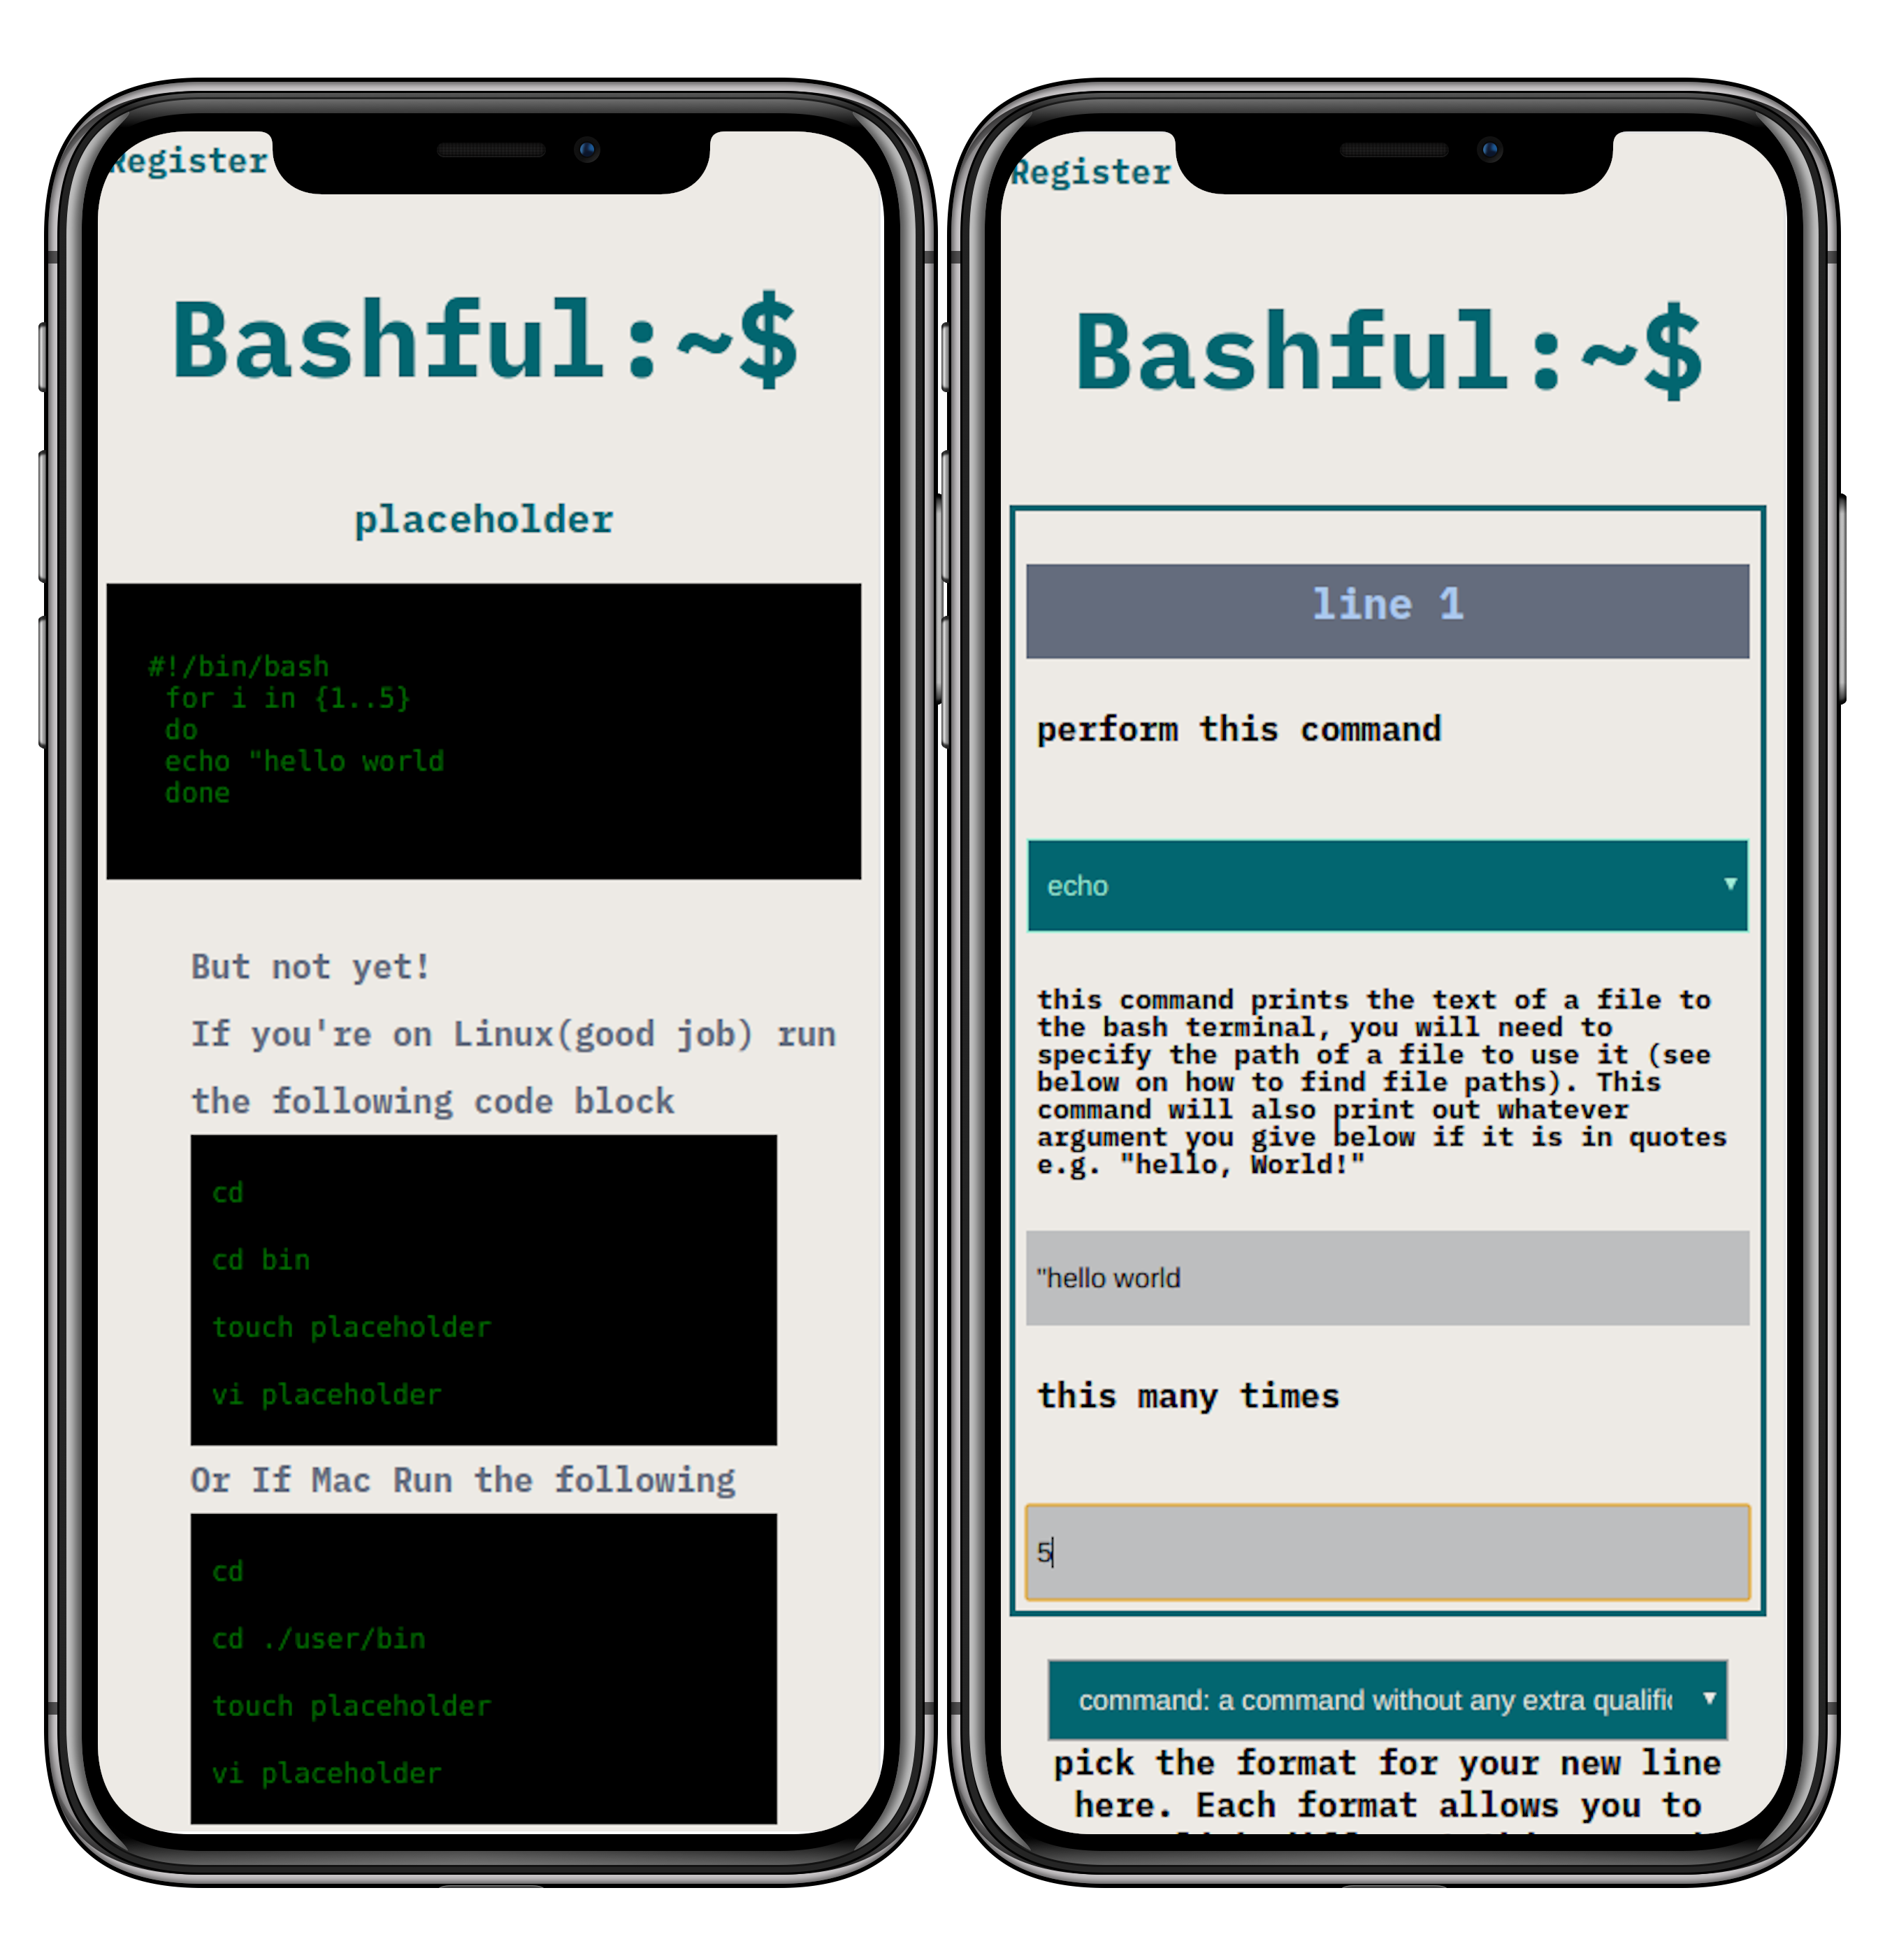 Register
Bashful:~$
placeholder
#!/bin/bash
for i in {1..5}
do
echo "hello world
done
But not yet!
If you're on Linux(good job) run
the following code block
cd
cd bin
touch placeholder
vi placeholder
Or If Mac Run the following
cd
cd ./user/bin
touch placeholder
vi placeholder
Register
Bashful:~$
line 1
perform this command
echo
this command prints the text of a file to
the bash terminal, you will need to
specify the path of a file to use it (see
below on how to find file paths). This
command will also print out whatever
argument you give below if it is in quotes
e.g. "hello, World!"
"hello world
this many times
5
command: a command without any extra qualific
pick the format for your new line
here. Each format allows you to